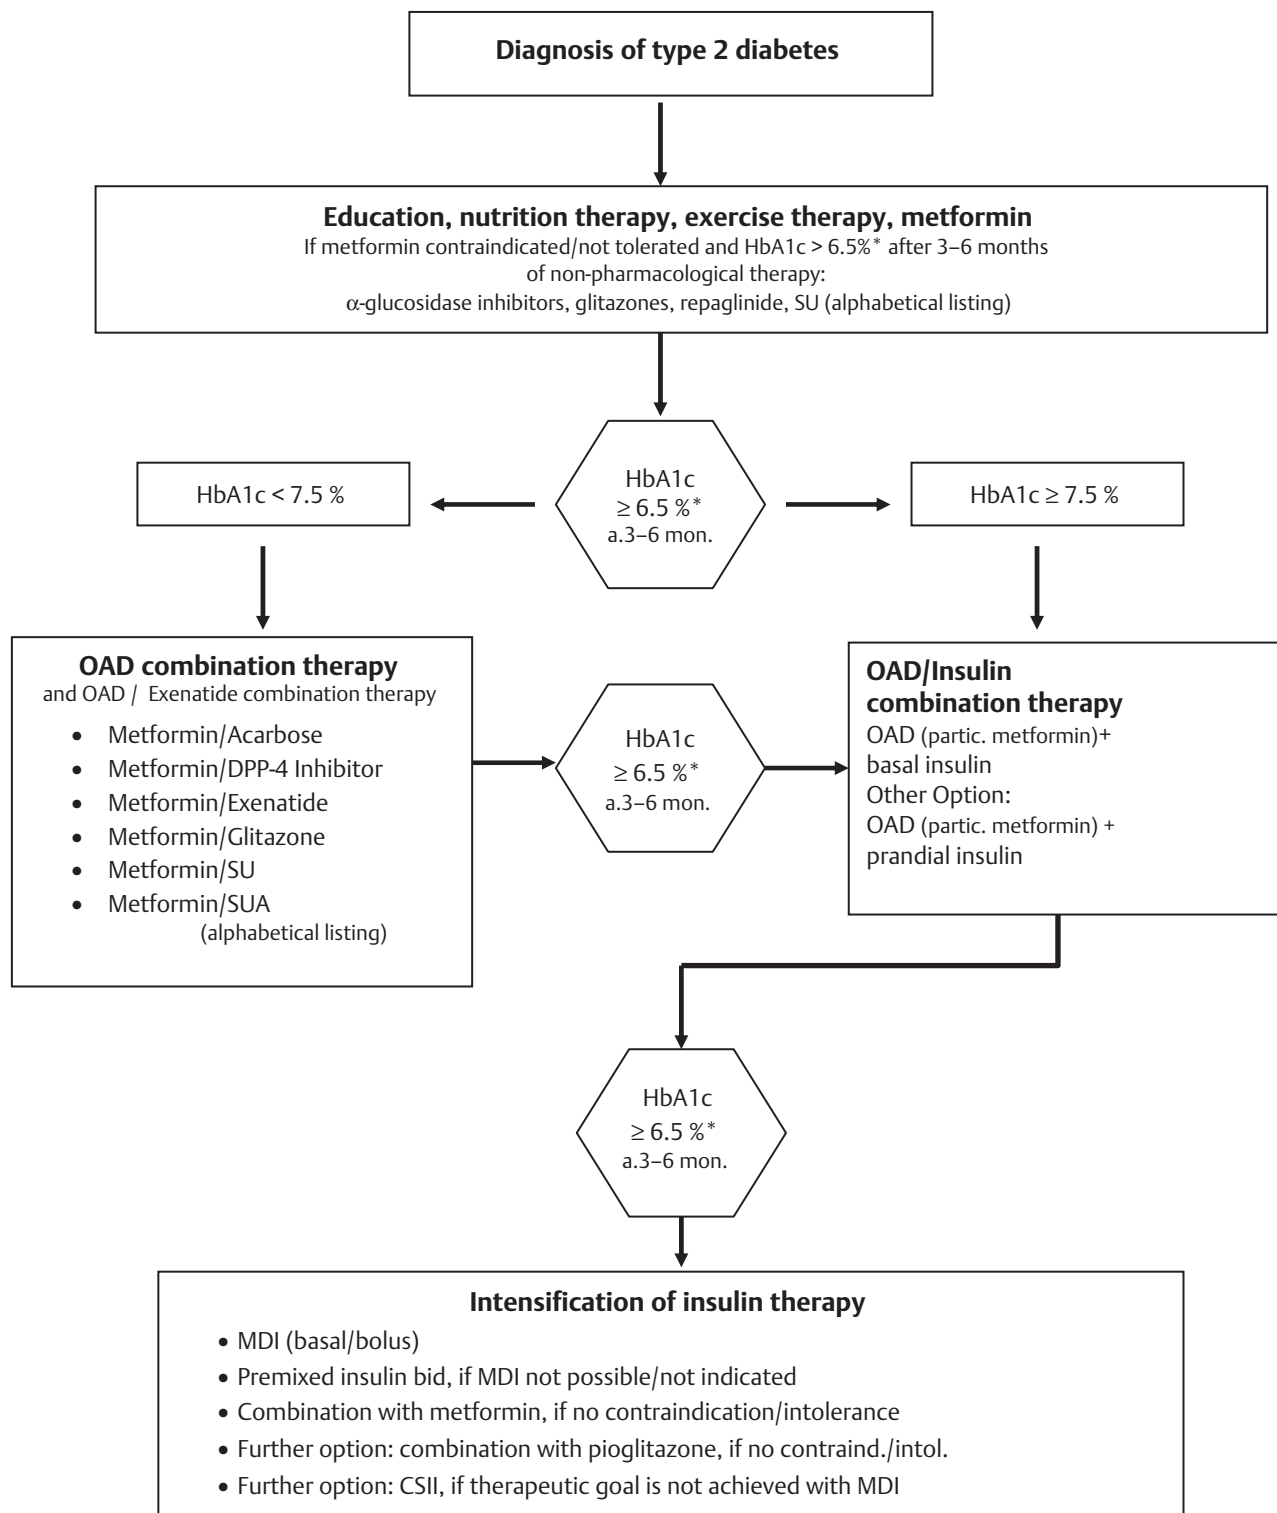 Diagnosis of type 2 diabetes
Education, nutrition therapy, exercise therapy, metformin
If metformin contraindicated/not tolerated and HbA1c > 6.5%* after 3–6 months
of non-pharmacological therapy:
α-glucosidase inhibitors, glitazones, repaglinide, SU (alphabetical listing)
HbA1c
≥ 6.5 %*
a.3–6 mon.
HbA1c < 7.5 %
HbA1c ≥ 7.5 %
OAD combination therapy
and OAD / Exenatide combination therapy
• Metformin/Acarbose
• Metformin/DPP-4 Inhibitor
• Metformin/Exenatide
• Metformin/Glitazone
• Metformin/SU
• Metformin/SUA
(alphabetical listing)
HbA1c
≥ 6.5 %*
a.3–6 mon.
OAD/Insulin
combination therapy
OAD (partic. metformin)+
basal insulin
Other Option:
OAD (partic. metformin) +
prandial insulin
HbA1c
≥ 6.5 %*
a.3–6 mon.
Intensification of insulin therapy
• MDI (basal/bolus)
• Premixed insulin bid, if MDI not possible/not indicated
• Combination with metformin, if no contraindication/intolerance
• Further option: combination with pioglitazone, if no contraind./intol.
• Further option: CSII, if therapeutic goal is not achieved with MDI